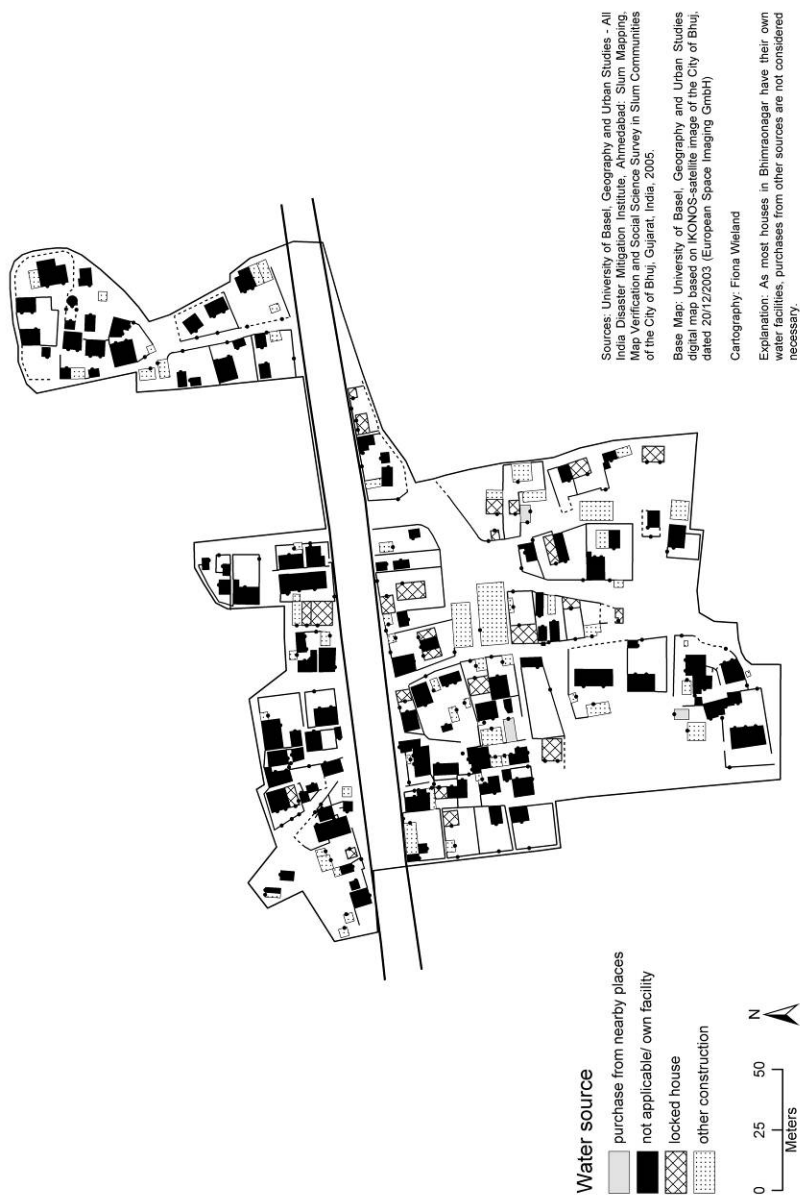 Water source
purchase from nearby places
not applicable/ own facility
locked house
other construction
0 25 50
Meters
N
Sources: University of Basel, Geography and Urban Studies - All
India Disaster Mitigation Institute, Ahmedabad: Slum Mapping,
Map Verification and Social Science Survey in Slum Communities
of the City of Bhuj, Gujarat, India, 2005.
Base Map: University of Basel, Geography and Urban Studies
digital map based on IKONOS-satellite image of the City of Bhuj,
dated 20/12/2003 (European Space Imaging GmbH)
Cartography: Fiona Wieland
Explanation: As most houses in Bhimraonagar have their own
water facilities, purchases from other sources are not considered
necessary.